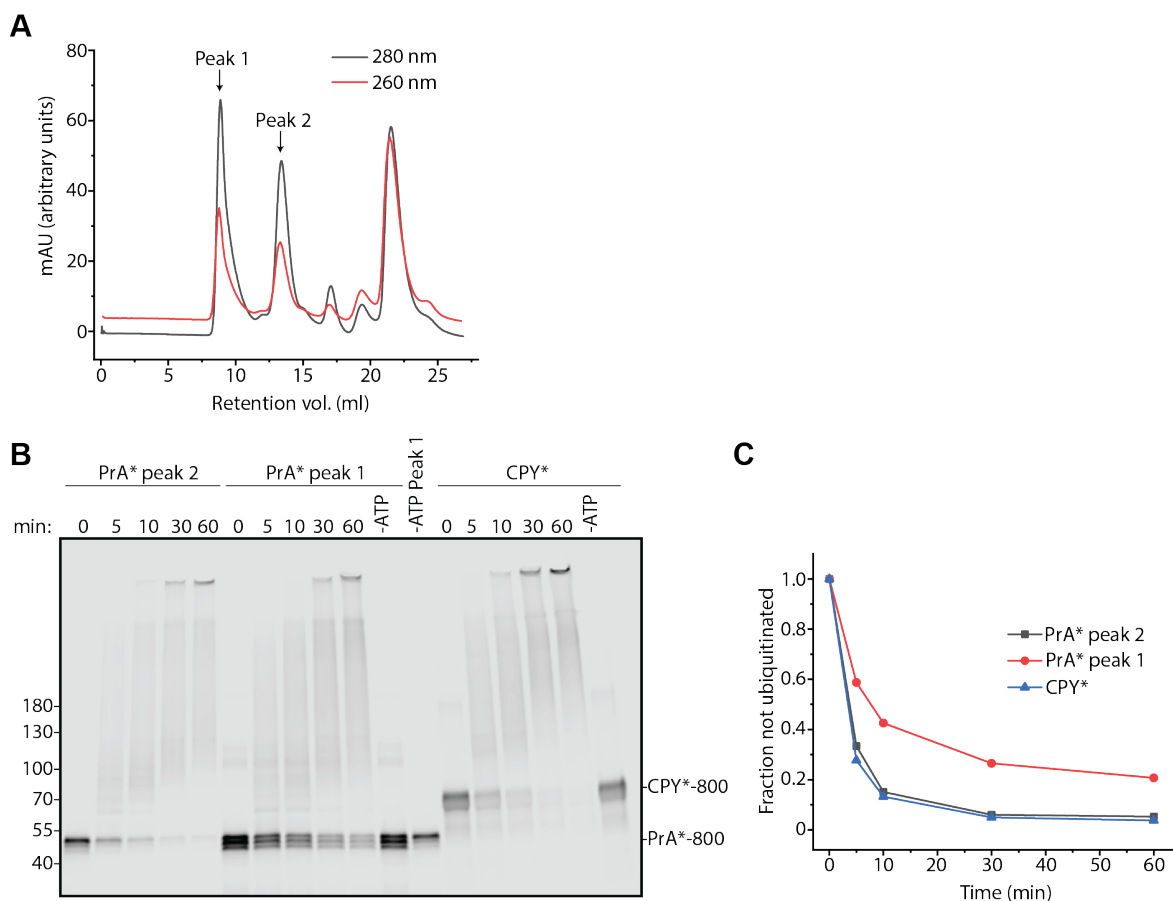 A
80
60
40
20
0
mAU (arbitrary units)
Peak 1
Peak 2
280 nm
260 nm
0 5 10 15 20 25
Retention vol. (ml)
B
PrA* peak 2 PrA* peak 1 -ATP -ATP Peak 1 CPY* -ATP
min: 0 5 10 30 60 0 5 10 30 60 0 5 10 30 60
180
130
100
70
55
40
CPY*-800
PrA*-800
C
1.0
0.8
0.6
0.4
0.2
0
Fraction not ubiquitinated
PrA* peak 2
PrA* peak 1
CPY*
0 10 20 30 40 50 60
Time (min)